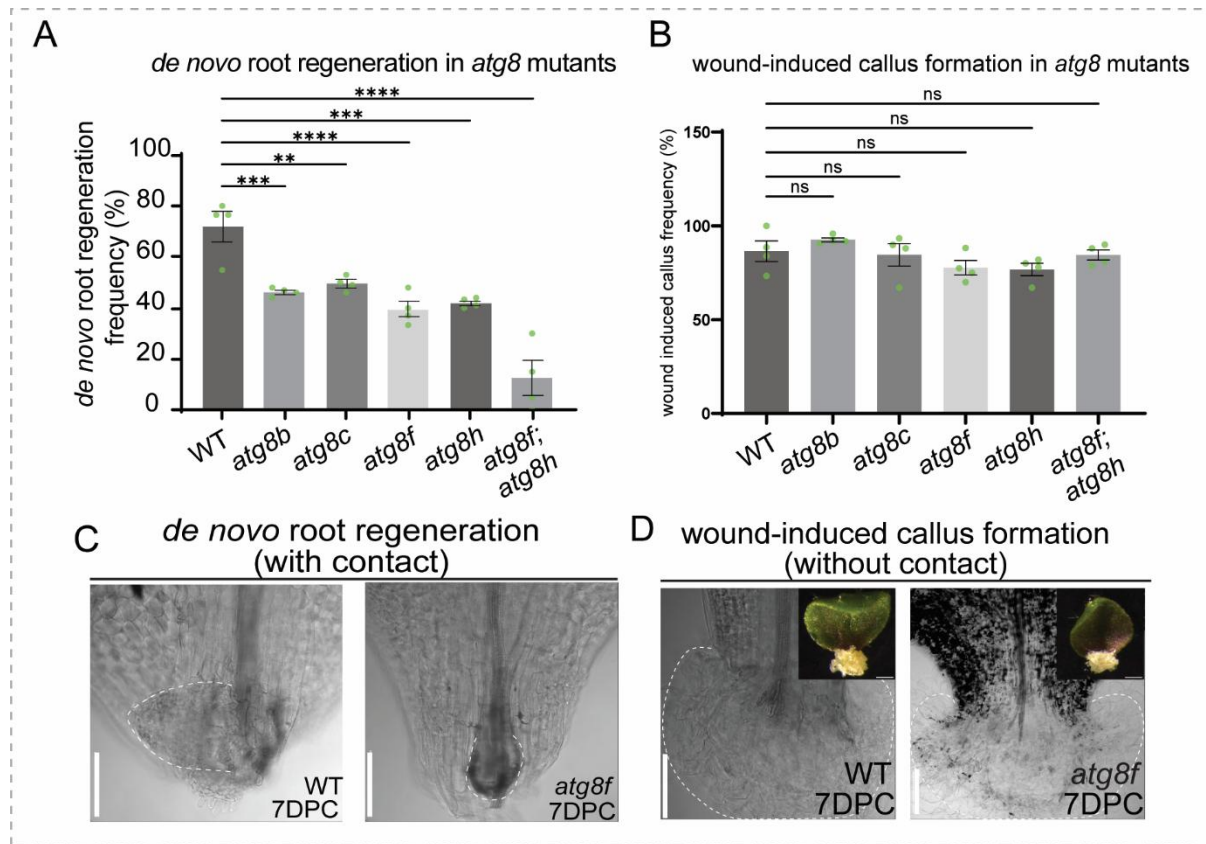 A
de novo root regeneration in atg8 mutants
****
***
****
**
***
de novo root regeneration
frequency (%)
100
80
60
40
20
0
WT
atg8b
atg8c
atg8f
atg8h
atg8f;
atg8h
B
wound-induced callus formation in atg8 mutants
ns
ns
ns
ns
ns
wound induced callus frequency (%)
150
100
50
0
WT
atg8b
atg8c
atg8f
atg8h
atg8f;
atg8h
C
de novo root regeneration
(with contact)
WT
7DPC
atg8f
7DPC
D
wound-induced callus formation
(without contact)
WT
7DPC
atg8f
7DPC